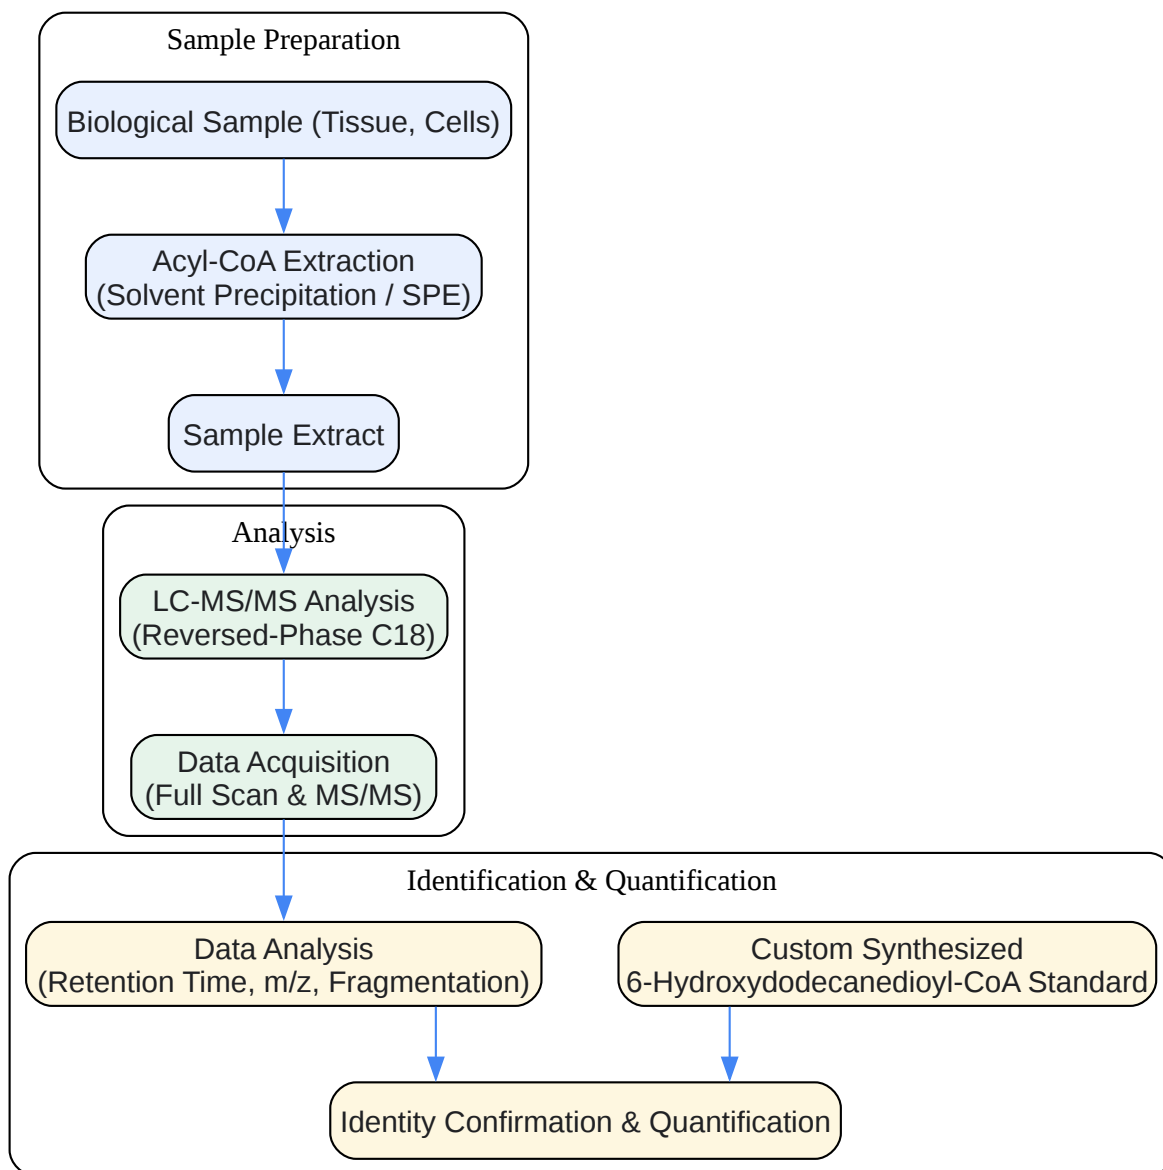 Sample Preparation
Biological Sample (Tissue, Cells)
Acyl-CoA Extraction
(Solvent Precipitation / SPE)
Sample Extract
Analysis
LC-MS/MS Analysis
(Reversed-Phase C18)
Data Acquisition
(Full Scan & MS/MS)
Identification & Quantification
Data Analysis
(Retention Time, m/z, Fragmentation)
Custom Synthesized
6-Hydroxydodecanedioyl-CoA Standard
Identity Confirmation & Quantification